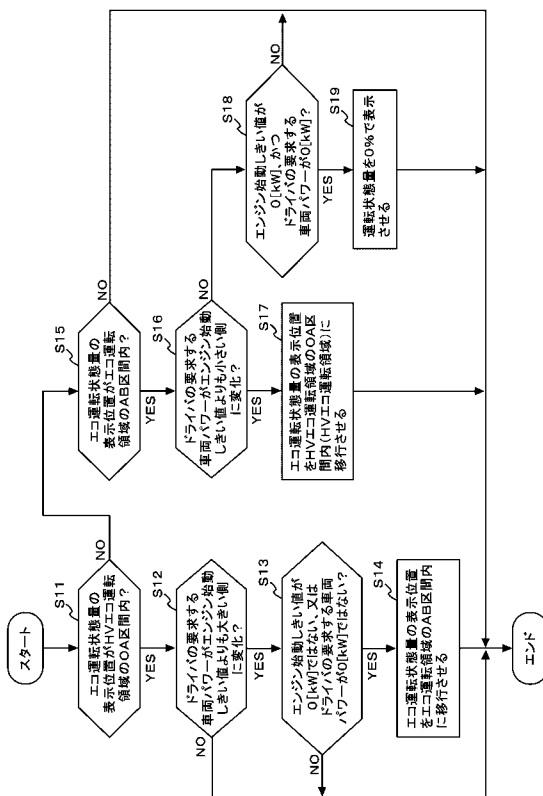 スタート
S11
エコ運転状態量の
表示位置がHVエコ運転
領域のOA区間内?
NO
YES
S12
ドライバの要求する
車両パワーがエンジン始動
しきい値よりも大きい側
に変化?
NO
YES
S13
エンジン始動しきい値が
0[kW]ではない、又は
ドライバの要求する車両
パワーが0[kW]ではない?
NO
YES
S14
エコ運転状態量の表示位置
をエコ運転領域のAB区間内
に移行させる
S15
エコ運転状態量の
表示位置がエコ運転
領域のAB区間内?
NO
YES
S16
ドライバの要求する
車両パワーがエンジン始動
しきい値よりも小さい側
に変化?
NO
YES
S17
エコ運転状態量の表示位置
をHVエコ運転領域のOA区
間内(HVエコ運転領域)に
移行させる
S18
エンジン始動しきい値が
0[kW]、かつ
ドライバの要求する
車両パワーが0[kW]?
NO
YES
S19
運転状態量を0%で表示
させる
エンド